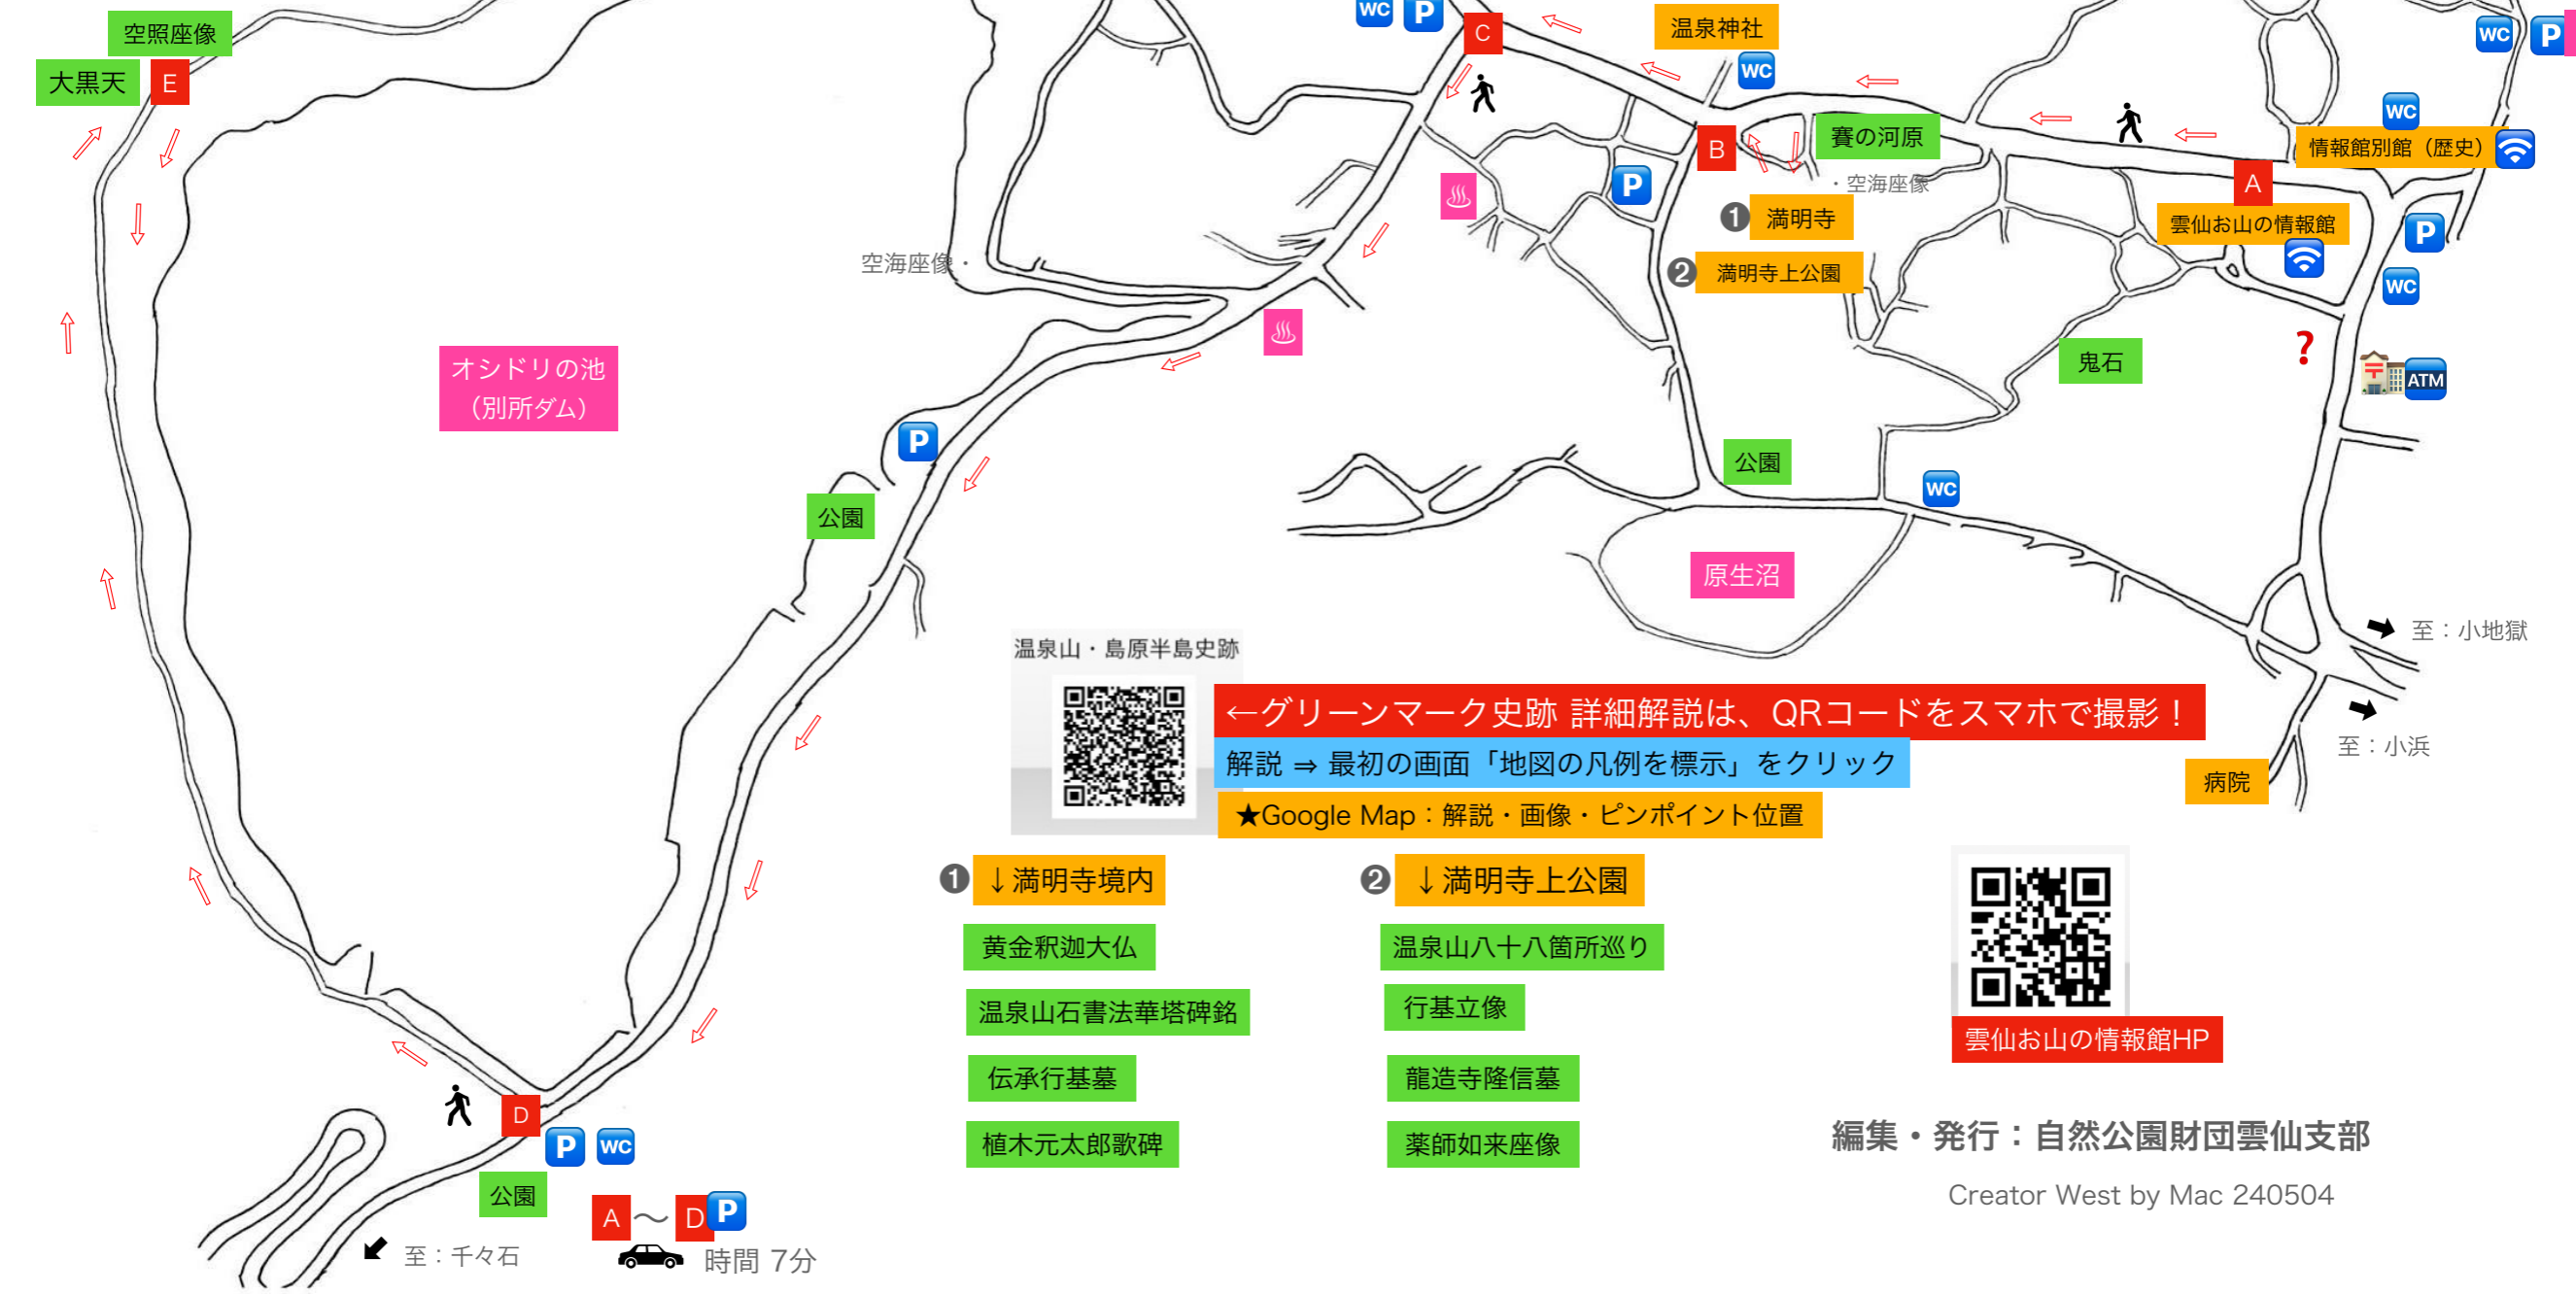 空照座像
大黒天
E
WC
P
C
温泉神社
WC
WC
P
WC
B
賽の河原
・空海座像
情報館別館（歴史）
A
雲仙お山の情報館
P
❶ 満明寺
❷ 満明寺上公園
P
WC
空海座像・
オシドリの池
（別所ダム）
?
鬼石
〒
ATM
P
公園
公園
WC
原生沼
至：小地獄
至：小浜
病院
温泉山・島原半島史跡
←グリーンマーク史跡 詳細解説は、QRコードをスマホで撮影！
解説 ⇒ 最初の画面「地図の凡例を標示」をクリック
★Google Map：解説・画像・ピンポイント位置
❶ ↓満明寺境内
黄金釈迦大仏
温泉山石書法華塔碑銘
伝承行基墓
植木元太郎歌碑
❷ ↓満明寺上公園
温泉山八十八箇所巡り
行基立像
龍造寺隆信墓
薬師如来座像
雲仙お山の情報館HP
編集・発行：自然公園財団雲仙支部
Creator West by Mac 240504
D
P
WC
公園
A～D P
時間 7分
至：千々石